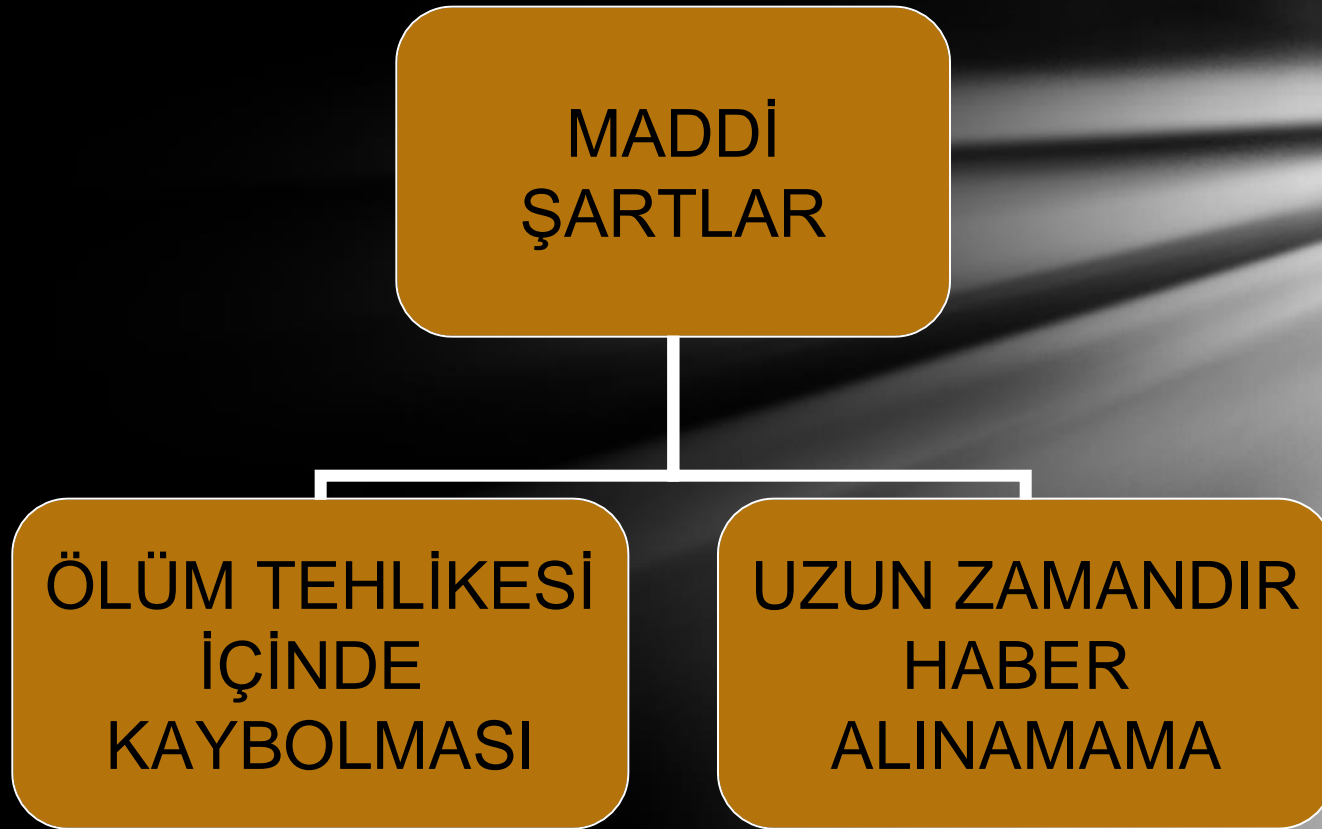 MADDİ
ŞARTLAR
ÖLÜM TEHLİKESİ
İÇİNDE
KAYBOLMASI
UZUN ZAMANDIR
HABER
ALINAMAMA